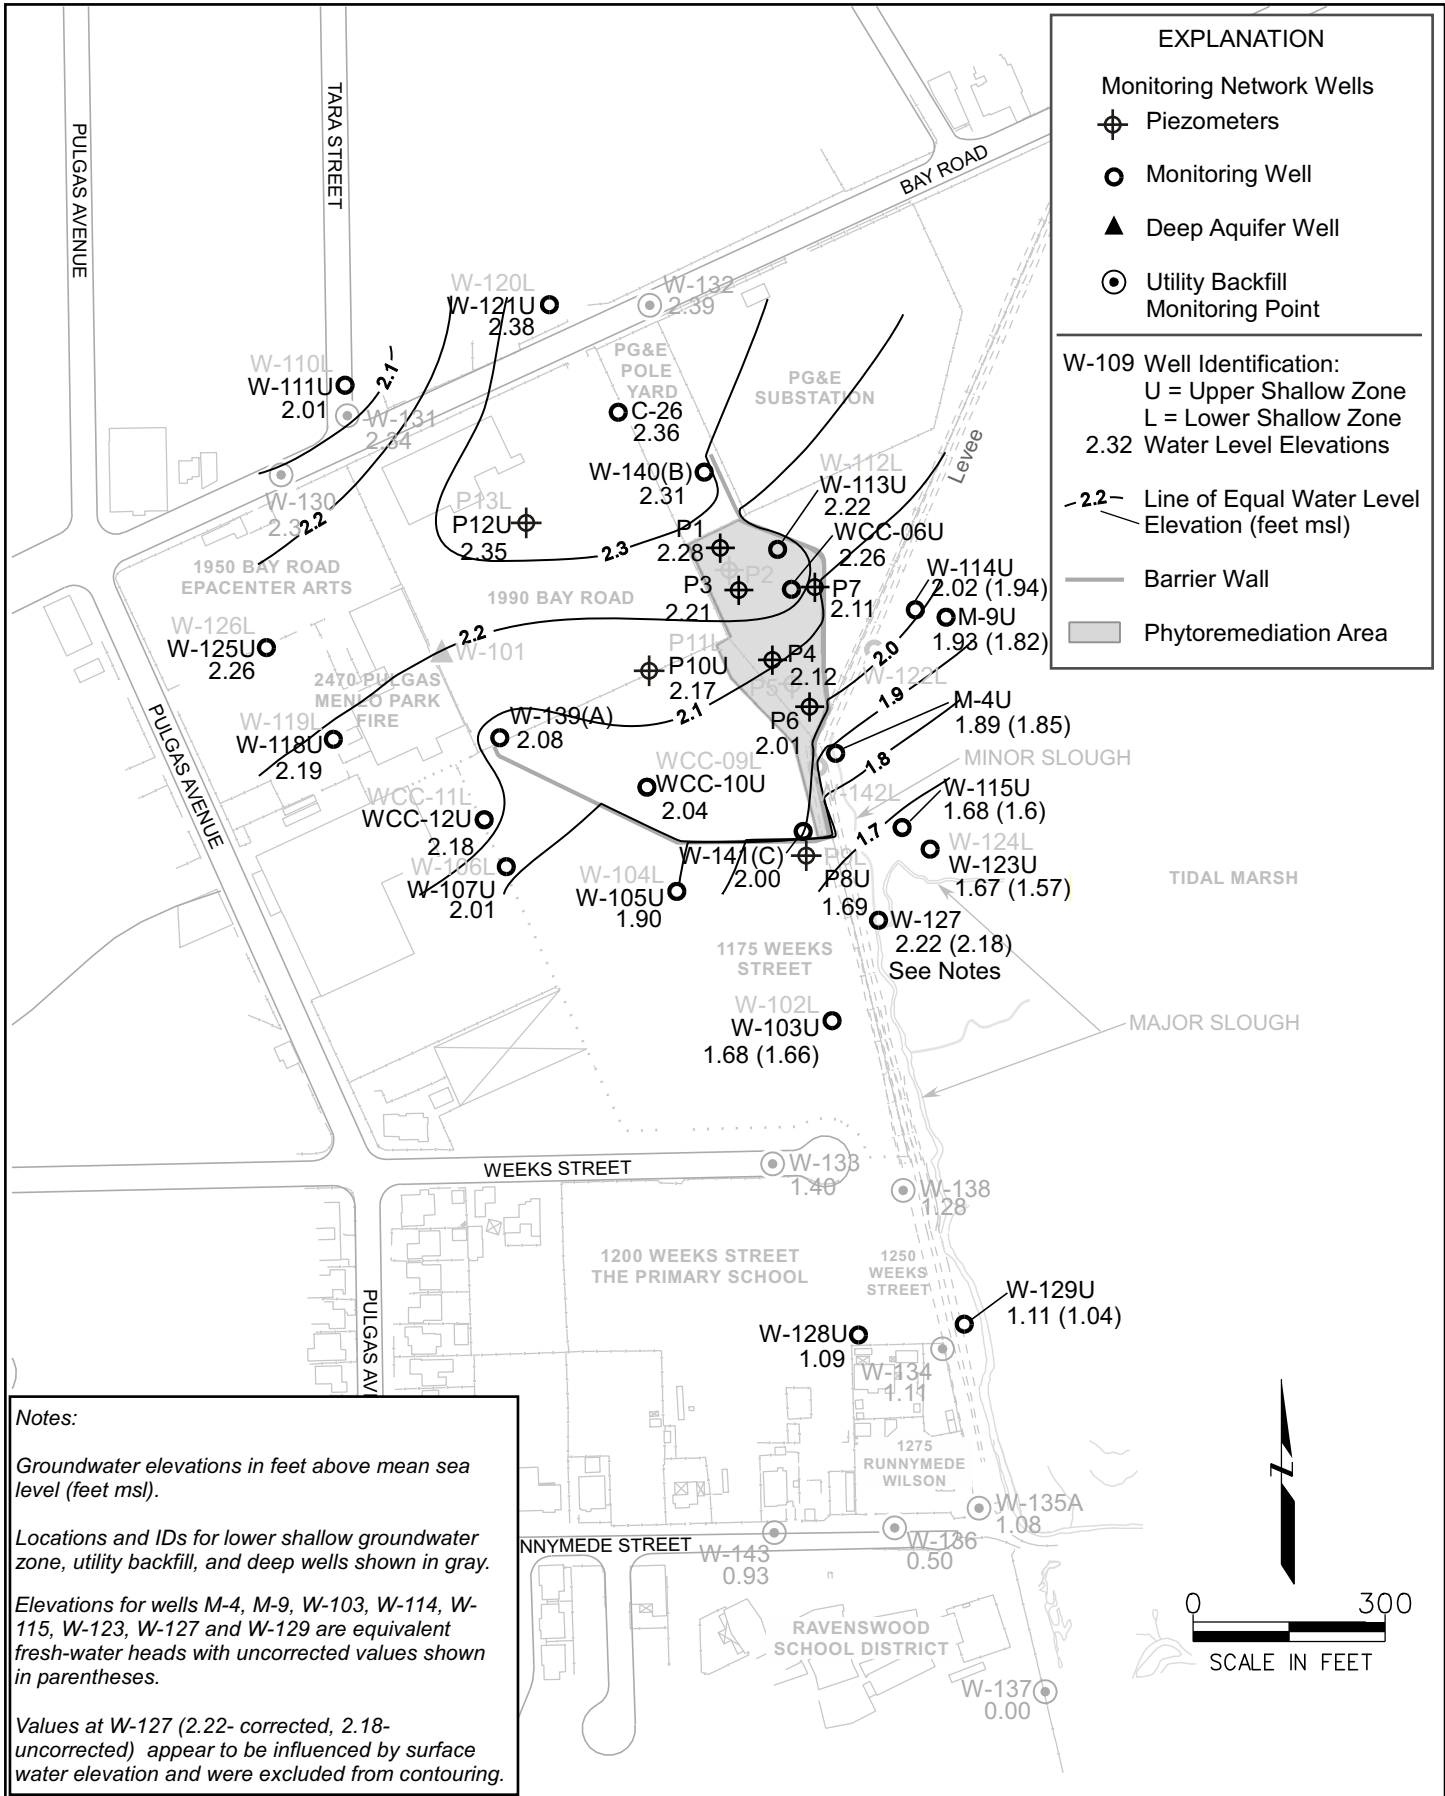 EXPLANATION
Monitoring Network Wells
Piezometers
Monitoring Well
Deep Aquifer Well
Utility Backfill
Monitoring Point
W-109 Well Identification:
U = Upper Shallow Zone
L = Lower Shallow Zone
2.32 Water Level Elevations
2.2 Line of Equal Water Level
Elevation (feet msl)
Barrier Wall
Phytoremediation Area
PULGAS AVENUE
TARA STREET
BAY ROAD
W-120L
W-121U
2.38
W-132
2.39
W-110L
W-111U
2.01
2.1
W-131
2.34
PG&E
POLE
YARD
PG&E
SUBSTATION
C-26
2.36
Levee
W-140(B)
2.31
W-112L
W-113U
2.22
W-130
2.2
P13L
P12U
2.35
2.3
P1
2.28
WCC-06U
2.26
P2
P3
2.21
P7
2.11
W-114U
2.02 (1.94)
M-9U
1.93 (1.82)
1950 BAY ROAD
EPACENTER ARTS
1990 BAY ROAD
W-126L
W-125U
2.26
2.2
W-101
P11L
P10U
2.17
P4
2.12
P5
2.0
W-122L
2470 PULGAS
MENLO PARK
FIRE
W-119L
W-118U
2.19
W-139(A)
2.08
2.1
P6
2.01
1.9
M-4U
1.89 (1.85)
1.8
MINOR SLOUGH
PULGAS AVENUE
WCC-09L
WCC-10U
2.04
WCC-11L
WCC-12U
2.18
-142L
W-115U
1.68 (1.6)
1.7
W-124L
W-123U
1.67 (1.57)
TIDAL MARSH
W-106L
W-107U
2.01
W-104L
W-105U
1.90
W-141(C)
2.00
P9L
P8U
1.69
W-127
2.22 (2.18)
See Notes
1175 WEEKS
STREET
W-102L
W-103U
1.68 (1.66)
MAJOR SLOUGH
WEEKS STREET
W-133
1.40
W-138
1.28
1200 WEEKS STREET
THE PRIMARY SCHOOL
1250
WEEKS
STREET
PULGAS AV
W-129U
1.11 (1.04)
W-128U
1.09
W-134
1.11
1275
RUNNYMEDE
WILSON
W-135A
1.08
NNYMEDE STREET
W-143
0.93
W-136
0.50
RAVENSWOOD
SCHOOL DISTRICT
W-137
0.00
0 300
SCALE IN FEET
Notes:
Groundwater elevations in feet above mean sea
level (feet msl).
Locations and IDs for lower shallow groundwater
zone, utility backfill, and deep wells shown in gray.
Elevations for wells M-4, M-9, W-103, W-114, W-
115, W-123, W-127 and W-129 are equivalent
fresh-water heads with uncorrected values shown
in parentheses.
Values at W-127 (2.22- corrected, 2.18-
uncorrected) appear to be influenced by surface
water elevation and were excluded from contouring.